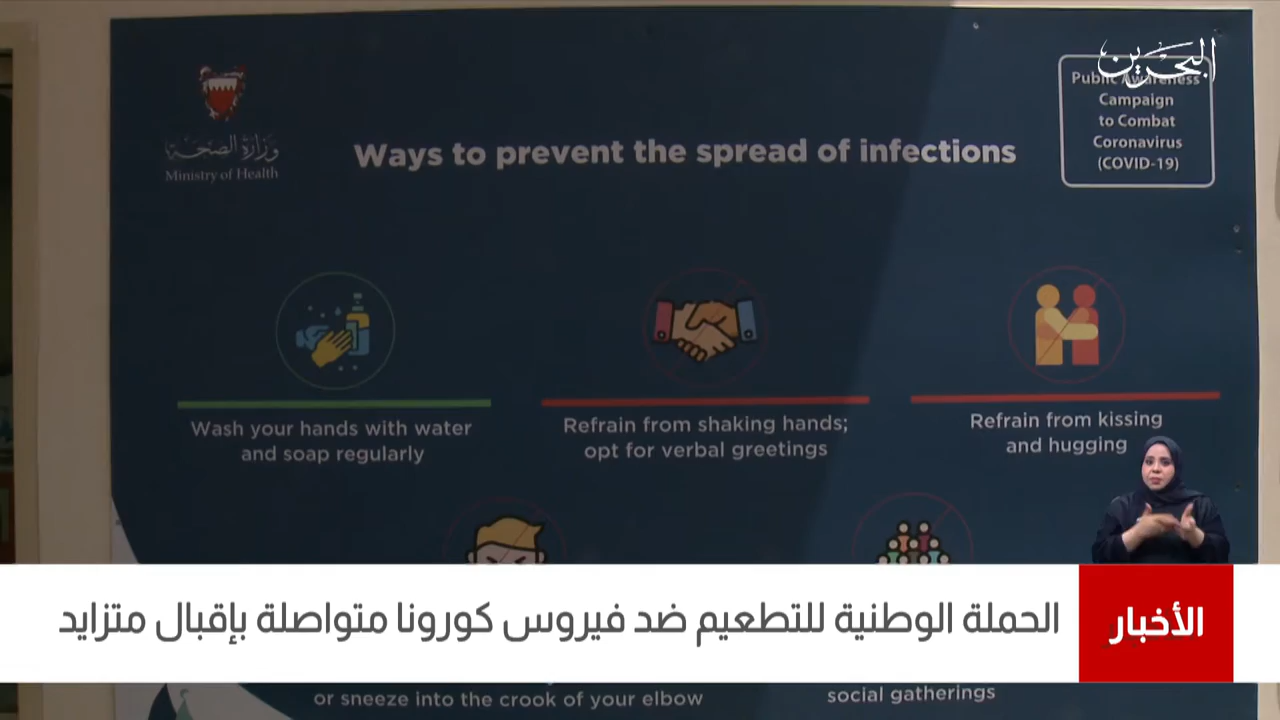 البحرين
وزارة الصحة
Ministry of Health
Ways to prevent the spread of infections
Public Awareness
Campaign
to Combat
Coronavirus
(COVID-19)
Wash your hands with water
and soap regularly
Refrain from shaking hands;
opt for verbal greetings
Refrain from kissing
and hugging
الأخبار
الحملة الوطنية للتطعيم ضد فيروس كورونا متواصلة بإقبال متزايد
or sneeze into the crook of your elbow
social gatherings